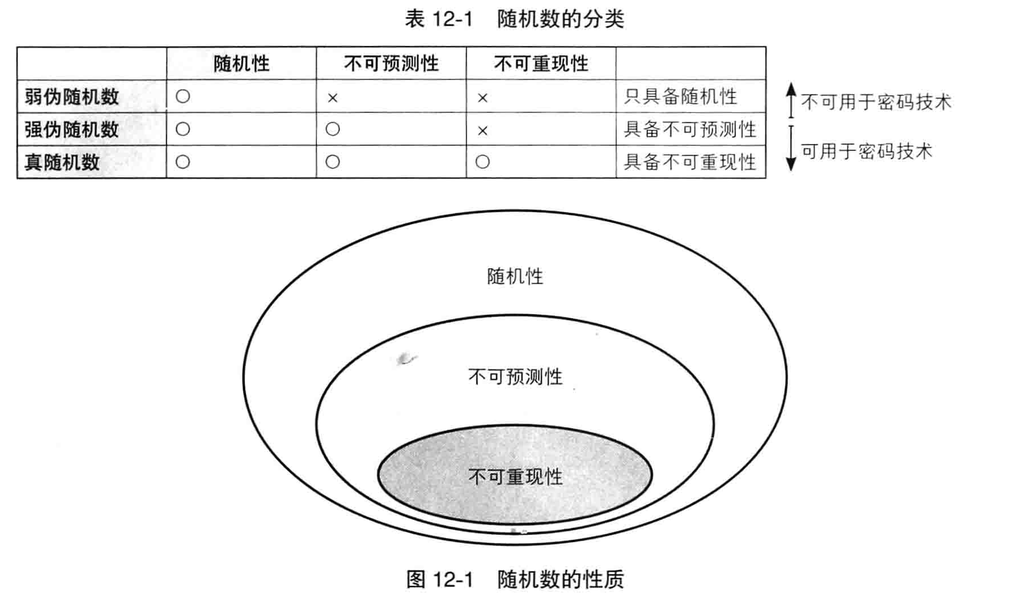 表 12-1 随机数的分类
随机性 不可预测性 不可重现性
弱伪随机数 ○ × × 只具备随机性
不可用于密码技术
强伪随机数 ○ ○ × 具备不可预测性
真随机数 ○ ○ ○ 具备不可重现性
可用于密码技术
随机性
不可预测性
不可重现性
图 12-1 随机数的性质